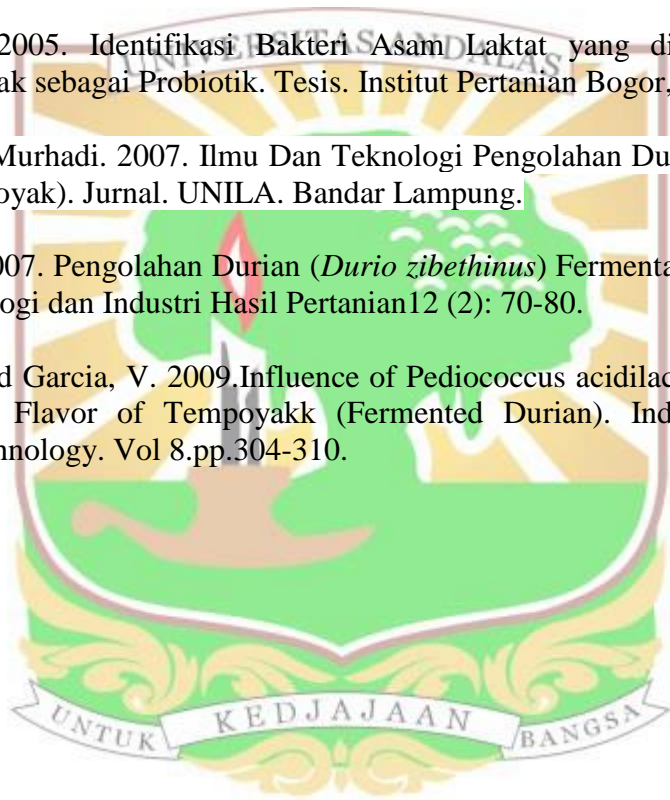 UNIVERSITAS ANDALAS
2005. Identifikasi Bakteri Asam Laktat yang di
ak sebagai Probiotik. Tesis. Institut Pertanian Bogor,
Murhadi. 2007. Ilmu Dan Teknologi Pengolahan Du
oyak). Jurnal. UNILA. Bandar Lampung.
007. Pengolahan Durian (Durio zibethinus) Fermenta
ogi dan Industri Hasil Pertanian12 (2): 70-80.
d Garcia, V. 2009.Influence of Pediococcus acidilac
Flavor of Tempoyakk (Fermented Durian). Ind
hnology. Vol 8.pp.304-310.
UNTUK KEDJAJAAN BANGSA